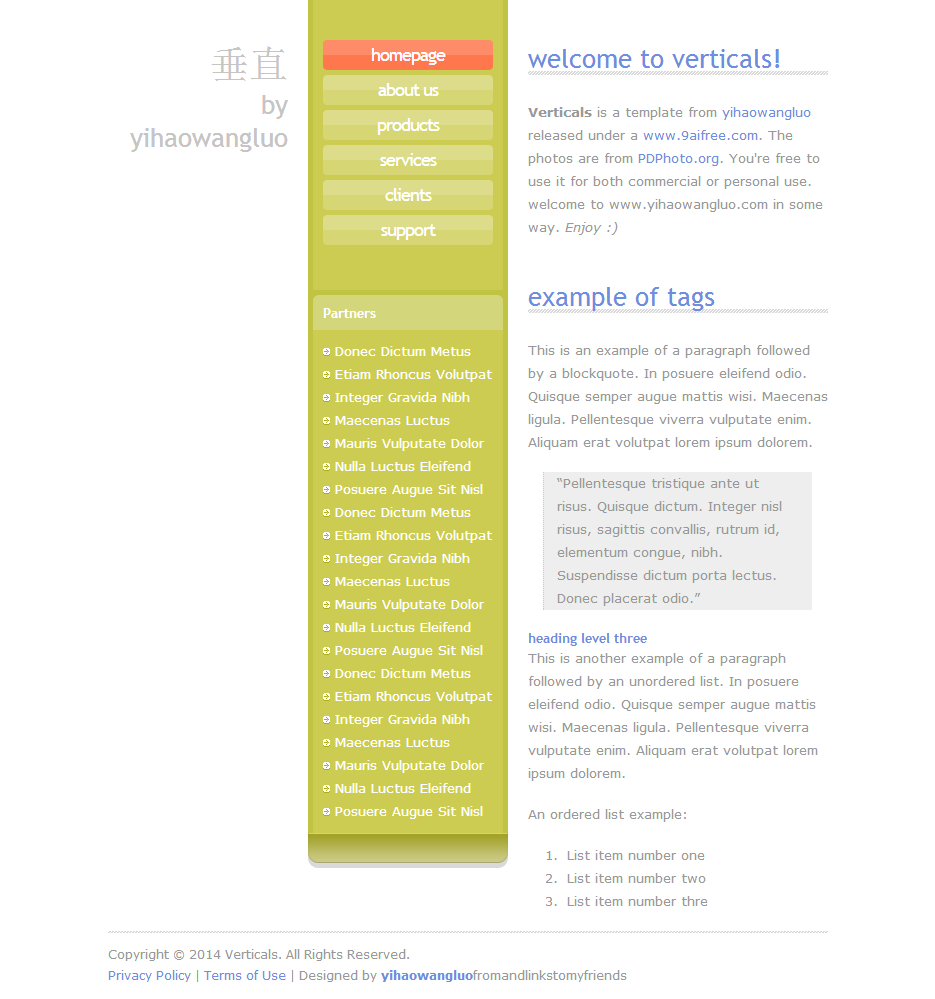 垂直
by
yihaowangluo
homepage
about us
products
services
clients
support
Partners
Donec Dictum Metus
Etiam Rhoncus Volutpat
Integer Gravida Nibh
Maecenas Luctus
Mauris Vulputate Dolor
Nulla Luctus Eleifend
Posuere Augue Sit Nisl
Donec Dictum Metus
Etiam Rhoncus Volutpat
Integer Gravida Nibh
Maecenas Luctus
Mauris Vulputate Dolor
Nulla Luctus Eleifend
Posuere Augue Sit Nisl
Donec Dictum Metus
Etiam Rhoncus Volutpat
Integer Gravida Nibh
Maecenas Luctus
Mauris Vulputate Dolor
Nulla Luctus Eleifend
Posuere Augue Sit Nisl
welcome to verticals!
Verticals is a template from yihaowangluo
released under a www.9aifree.com. The
photos are from PDPhoto.org. You're free to
use it for both commercial or personal use.
welcome to www.yihaowangluo.com in some
way. Enjoy :)
example of tags
This is an example of a paragraph followed
by a blockquote. In posuere eleifend odio.
Quisque semper augue mattis wisi. Maecenas
ligula. Pellentesque viverra vulputate enim.
Aliquam erat volutpat lorem ipsum dolorem.
“Pellentesque tristique ante ut
risus. Quisque dictum. Integer nisl
risus, sagittis convallis, rutrum id,
elementum congue, nibh.
Suspendisse dictum porta lectus.
Donec placerat odio.”
heading level three
This is another example of a paragraph
followed by an unordered list. In posuere
eleifend odio. Quisque semper augue mattis
wisi. Maecenas ligula. Pellentesque viverra
vulputate enim. Aliquam erat volutpat lorem
ipsum dolorem.
An ordered list example:
1. List item number one
2. List item number two
3. List item number thre
Copyright © 2014 Verticals. All Rights Reserved.
Privacy Policy | Terms of Use | Designed by yihaowangluofromandlinkstomyfriends